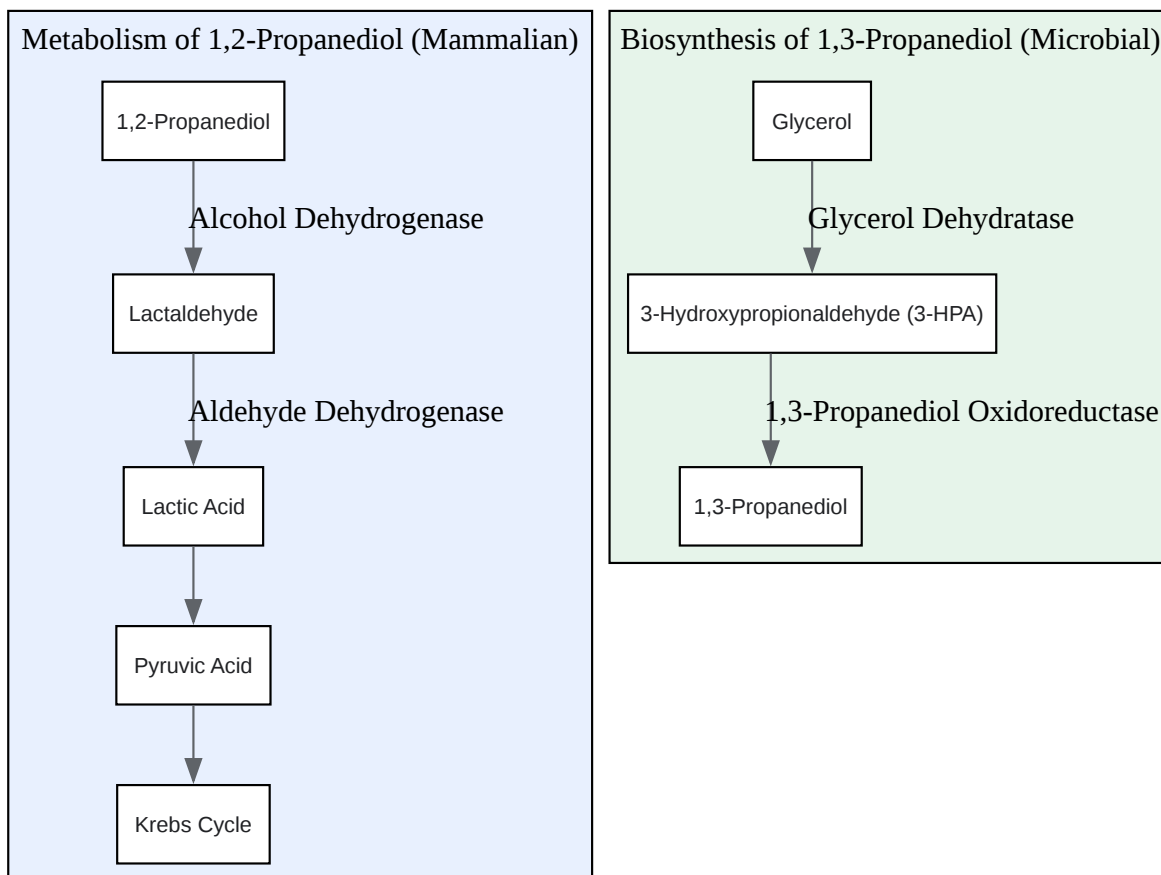 Metabolism of 1,2-Propanediol (Mammalian)
1,2-Propanediol
Alcohol Dehydrogenase
Lactaldehyde
Aldehyde Dehydrogenase
Lactic Acid
Pyruvic Acid
Krebs Cycle
Biosynthesis of 1,3-Propanediol (Microbial)
Glycerol
Glycerol Dehydratase
3-Hydroxypropionaldehyde (3-HPA)
1,3-Propanediol Oxidoreductase
1,3-Propanediol